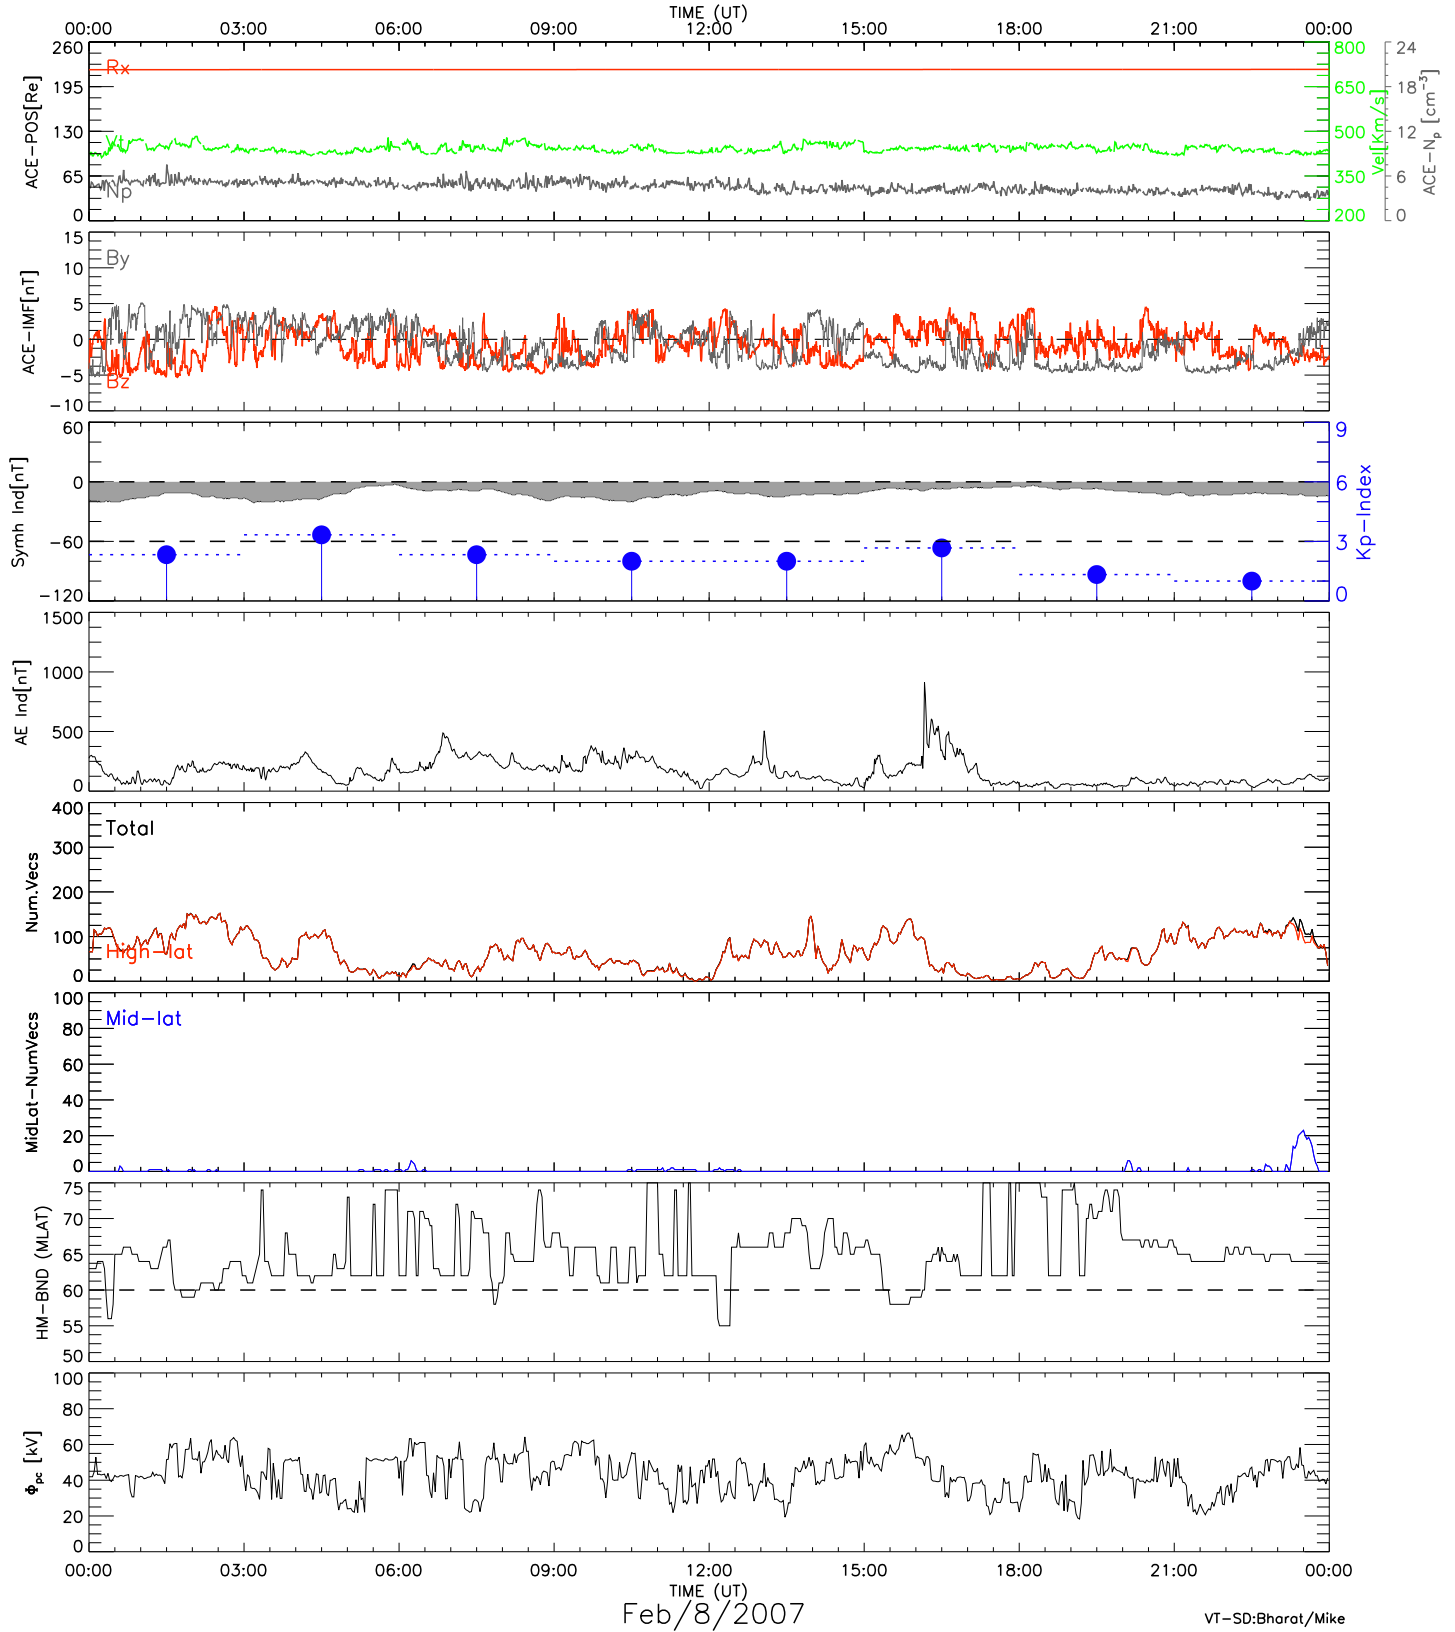 TIME (UT)
00:00 03:00 06:00 09:00 12:00 15:00 18:00 21:00 00:00
ACE-POS[Re]
260
195
130
65
0
Rx
Vt
Np
800
650
500
350
200
Vel[Km/s]
24
18
12
6
0
ACE-Np [cm-3]
ACE-IMF[nT]
15
10
5
0
-5
-10
By
Bz
Symh Ind[nT]
60
0
-60
-120
9
6
3
0
Kp-Index
AE Ind[nT]
1500
1000
500
0
Num.Vecs
400
300
200
100
0
Total
High-lat
MidLat-NumVecs
100
80
60
40
20
0
Mid-lat
HM-BND (MLAT)
75
70
65
60
55
50
Φpc [kV]
100
80
60
40
20
0
00:00 03:00 06:00 09:00 12:00 15:00 18:00 21:00 00:00
TIME (UT)
Feb/8/2007
VT-SD:Bharat/Mike